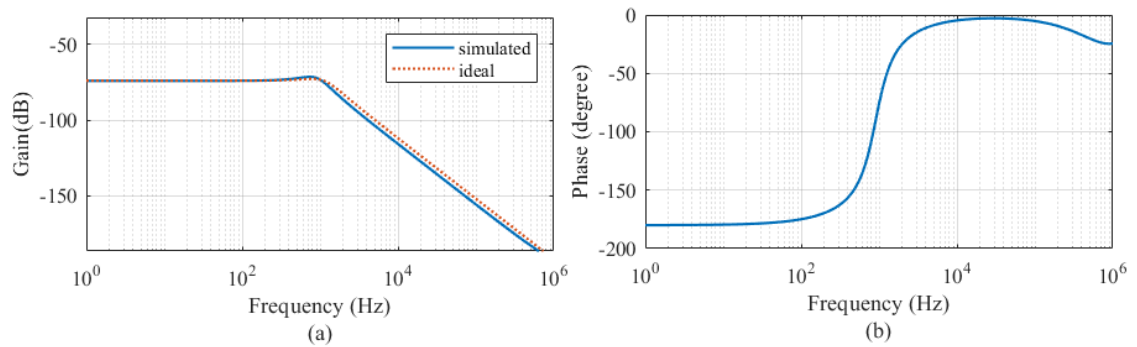 -50
-100
-150
Gain(dB)
simulated
ideal
10^0
10^2
10^4
10^6
Frequency (Hz)
(a)
0
-50
-100
-150
-200
Phase (degree)
10^0
10^2
10^4
10^6
Frequency (Hz)
(b)